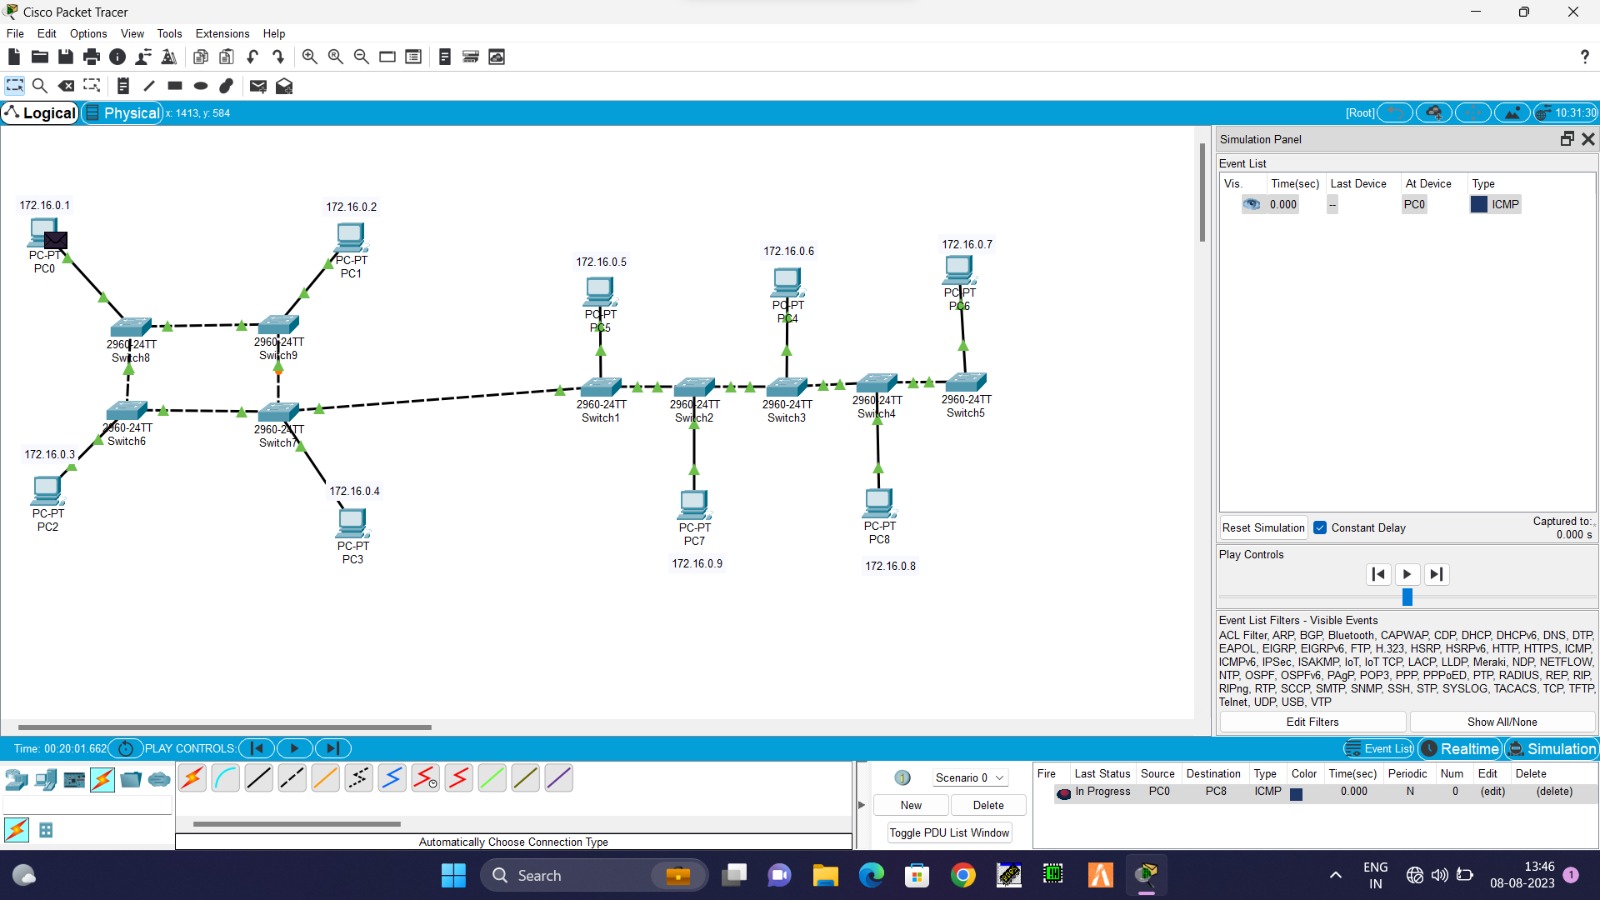 Cisco Packet Tracer
File Edit Options View Tools Extensions Help
Logical Physical x: 1413, y: 584 [Root] 10:31:30
172.16.0.1
PC-PT
PC0
172.16.0.2
PC-PT
PC1
2960-24TT
Switch8
2960-24TT
Switch9
2960-24TT
Switch6
2960-24TT
Switch7
172.16.0.3
PC-PT
PC2
172.16.0.4
PC-PT
PC3
172.16.0.5
PC-PT
PC5
172.16.0.6
PC-PT
PC4
172.16.0.7
PC-PT
PC6
2960-24TT
Switch1
2960-24TT
Switch2
2960-24TT
Switch3
2960-24TT
Switch4
2960-24TT
Switch5
PC-PT
PC7
172.16.0.9
PC-PT
PC8
172.16.0.8
Simulation Panel
Event List
Vis. Time(sec) Last Device At Device Type
0.000 -- PC0 ICMP
Reset Simulation Constant Delay Captured to:
0.000 s
Play Controls
Event List Filters - Visible Events
ACL Filter, ARP, BGP, Bluetooth, CAPWAP, CDP, DHCP, DHCPv6, DNS, DTP,
EAPOL, EIGRP, EIGRPv6, FTP, H.323, HSRP, HSRPv6, HTTP, HTTPS, ICMP,
ICMPv6, IPSec, ISAKMP, IoT, IoT TCP, LACP, LLDP, Meraki, NDP, NETFLOW,
NTP, OSPF, OSPFv6, PAgP, POP3, PPP, PPPoED, PTP, RADIUS, REP, RIP,
RIPng, RTP, SCCP, SMTP, SNMP, SSH, STP, SYSLOG, TACACS, TCP, TFTP,
Telnet, UDP, USB, VTP
Edit Filters Show All/None
Time: 00:20:01.662 PLAY CONTROLS: Event List Realtime Simulation
Automatically Choose Connection Type
Scenario 0
New Delete
Toggle PDU List Window
Fire Last Status Source Destination Type Color Time(sec) Periodic Num Edit Delete
In Progress PC0 PC8 ICMP 0.000 N 0 (edit) (delete)
Search
ENG
IN
13:46
08-08-2023
1